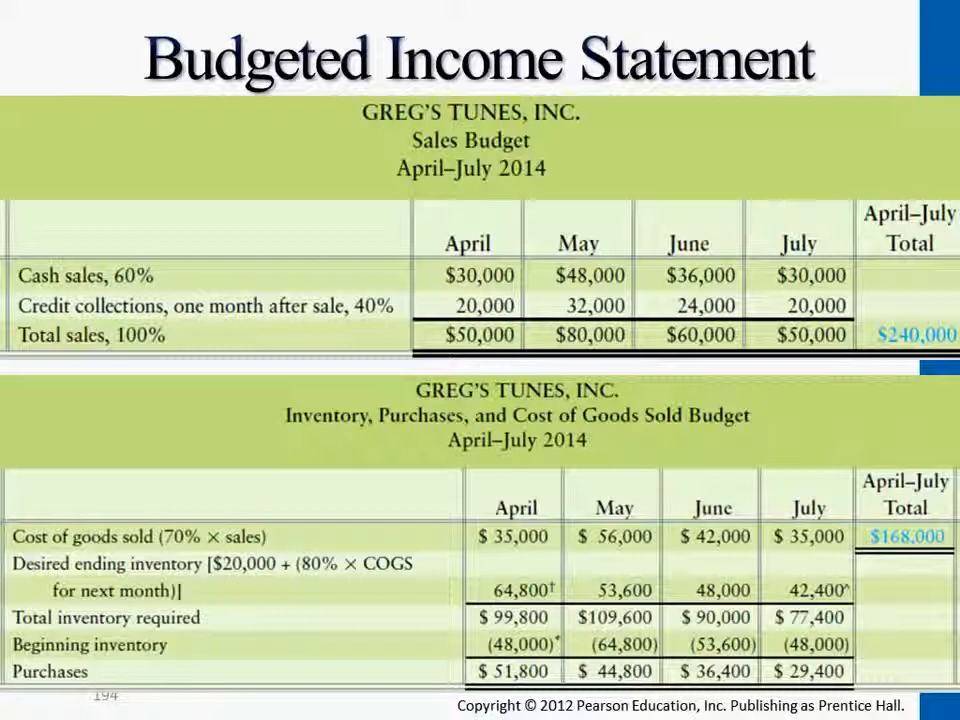 Budgeted Income Statement
GREG'S TUNES, INC.
Sales Budget
April–July 2014
April–July
April May June July Total
Cash sales, 60% $30,000 $48,000 $36,000 $30,000
Credit collections, one month after sale, 40% 20,000 32,000 24,000 20,000
Total sales, 100% $50,000 $80,000 $60,000 $50,000 $240,000
GREG'S TUNES, INC.
Inventory, Purchases, and Cost of Goods Sold Budget
April–July 2014
April–July
April May June July Total
Cost of goods sold (70% × sales) $ 35,000 $ 56,000 $ 42,000 $ 35,000 $168,000
Desired ending inventory [$20,000 + (80% × COGS
for next month)] 64,800† 53,600 48,000 42,400^
Total inventory required $ 99,800 $109,600 $ 90,000 $ 77,400
Beginning inventory (48,000)* (64,800) (53,600) (48,000)
Purchases $ 51,800 $ 44,800 $ 36,400 $ 29,400
194
Copyright © 2012 Pearson Education, Inc. Publishing as Prentice Hall.